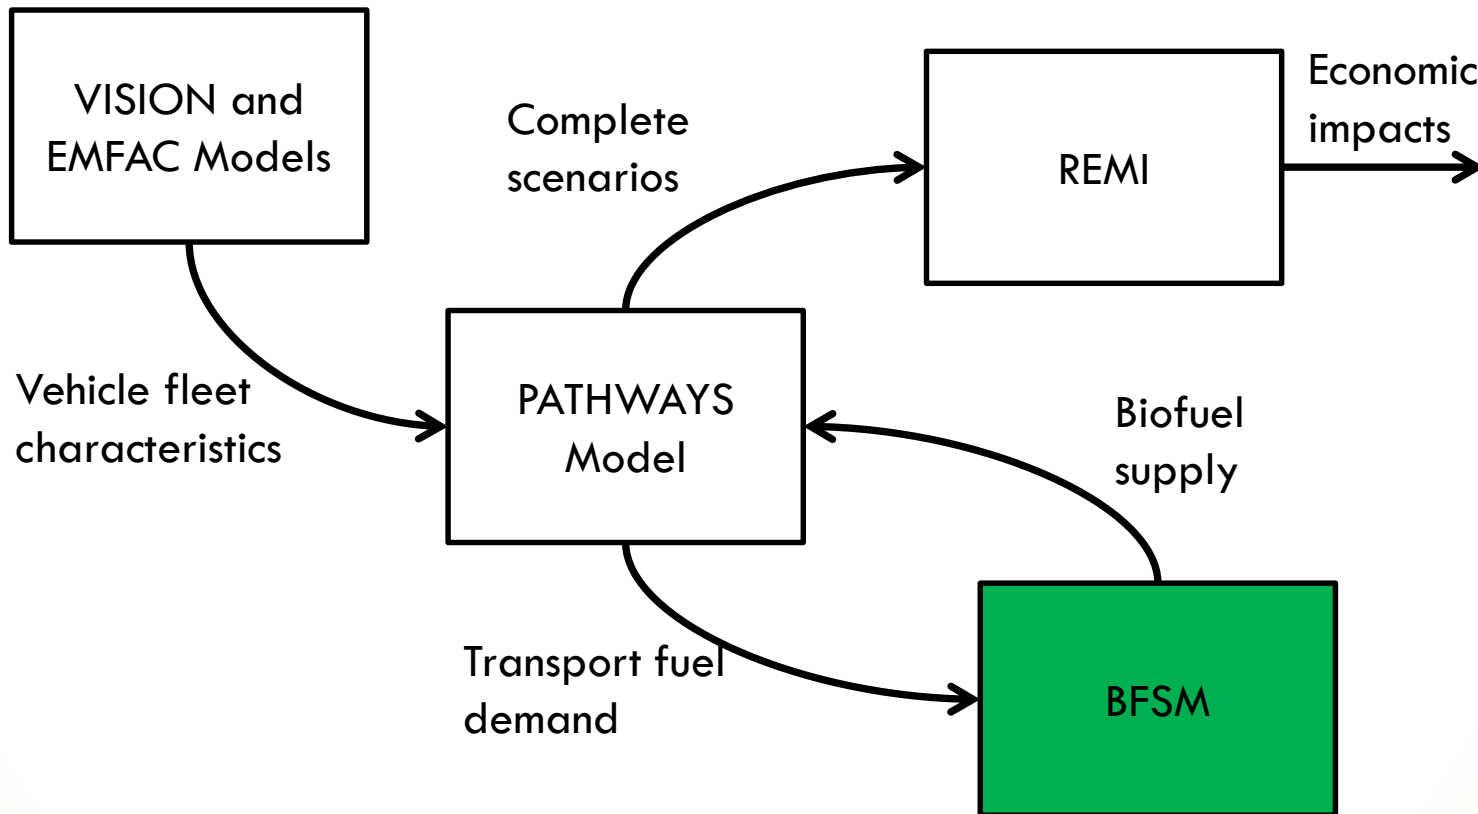 VISION and
EMFAC Models
Complete
scenarios
REMI
Economic
impacts
Vehicle fleet
characteristics
PATHWAYS
Model
Biofuel
supply
Transport fuel
demand
BFSM